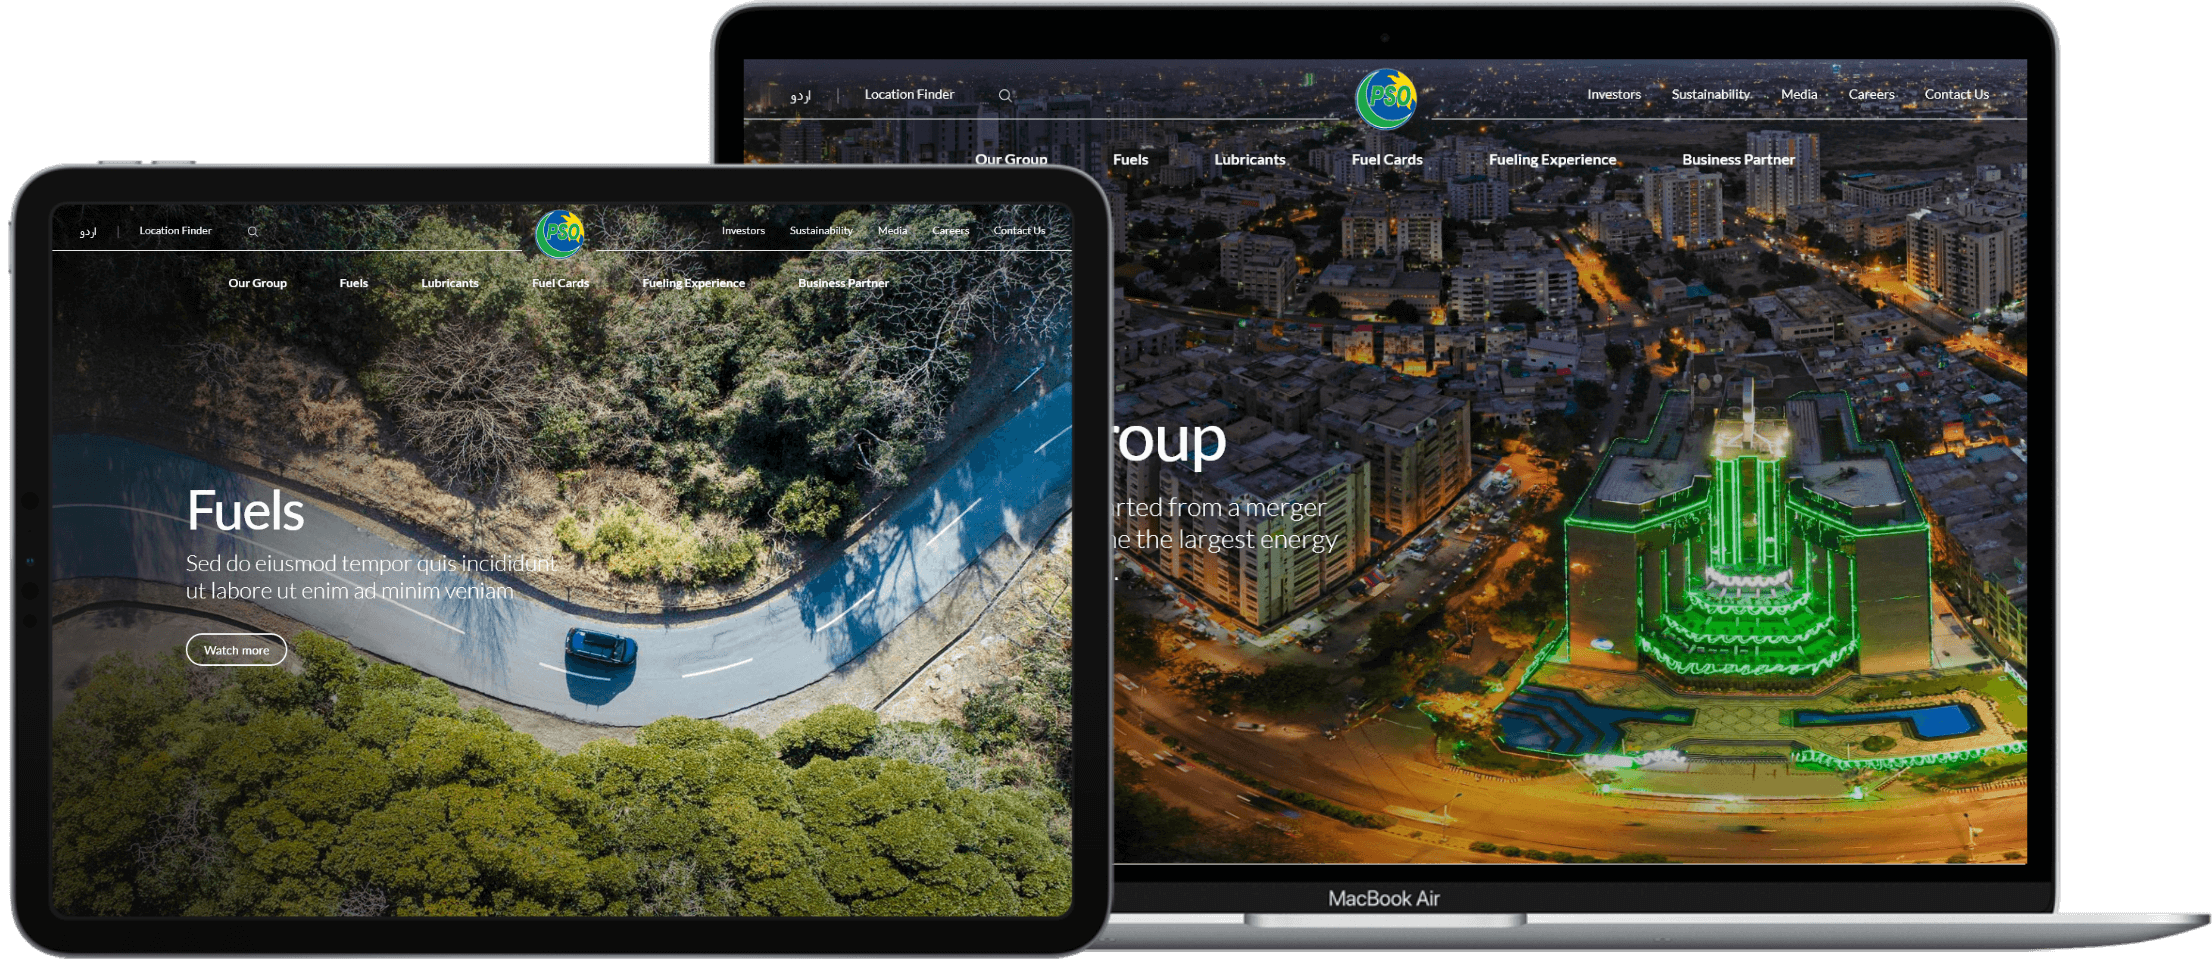 اردو
Location Finder
PSO
Investors
Sustainability
Media
Careers
Contact Us
Our Group
Fuels
Lubricants
Fuel Cards
Fueling Experience
Business Partner
Fuels
Sed do eiusmod tempor quis incididunt
ut labore ut enim ad minim veniam
Watch more
اردو
Location Finder
PSO
Investors
Sustainability
Media
Careers
Contact Us
Our Group
Fuels
Lubricants
Fuel Cards
Fueling Experience
Business Partner
roup
rted from a merger
e the largest energy
MacBook Air